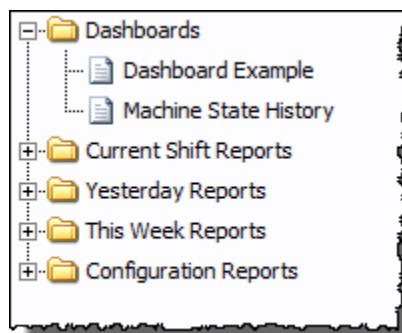 Dashboards
Dashboard Example
Machine State History
Current Shift Reports
Yesterday Reports
This Week Reports
Configuration Reports